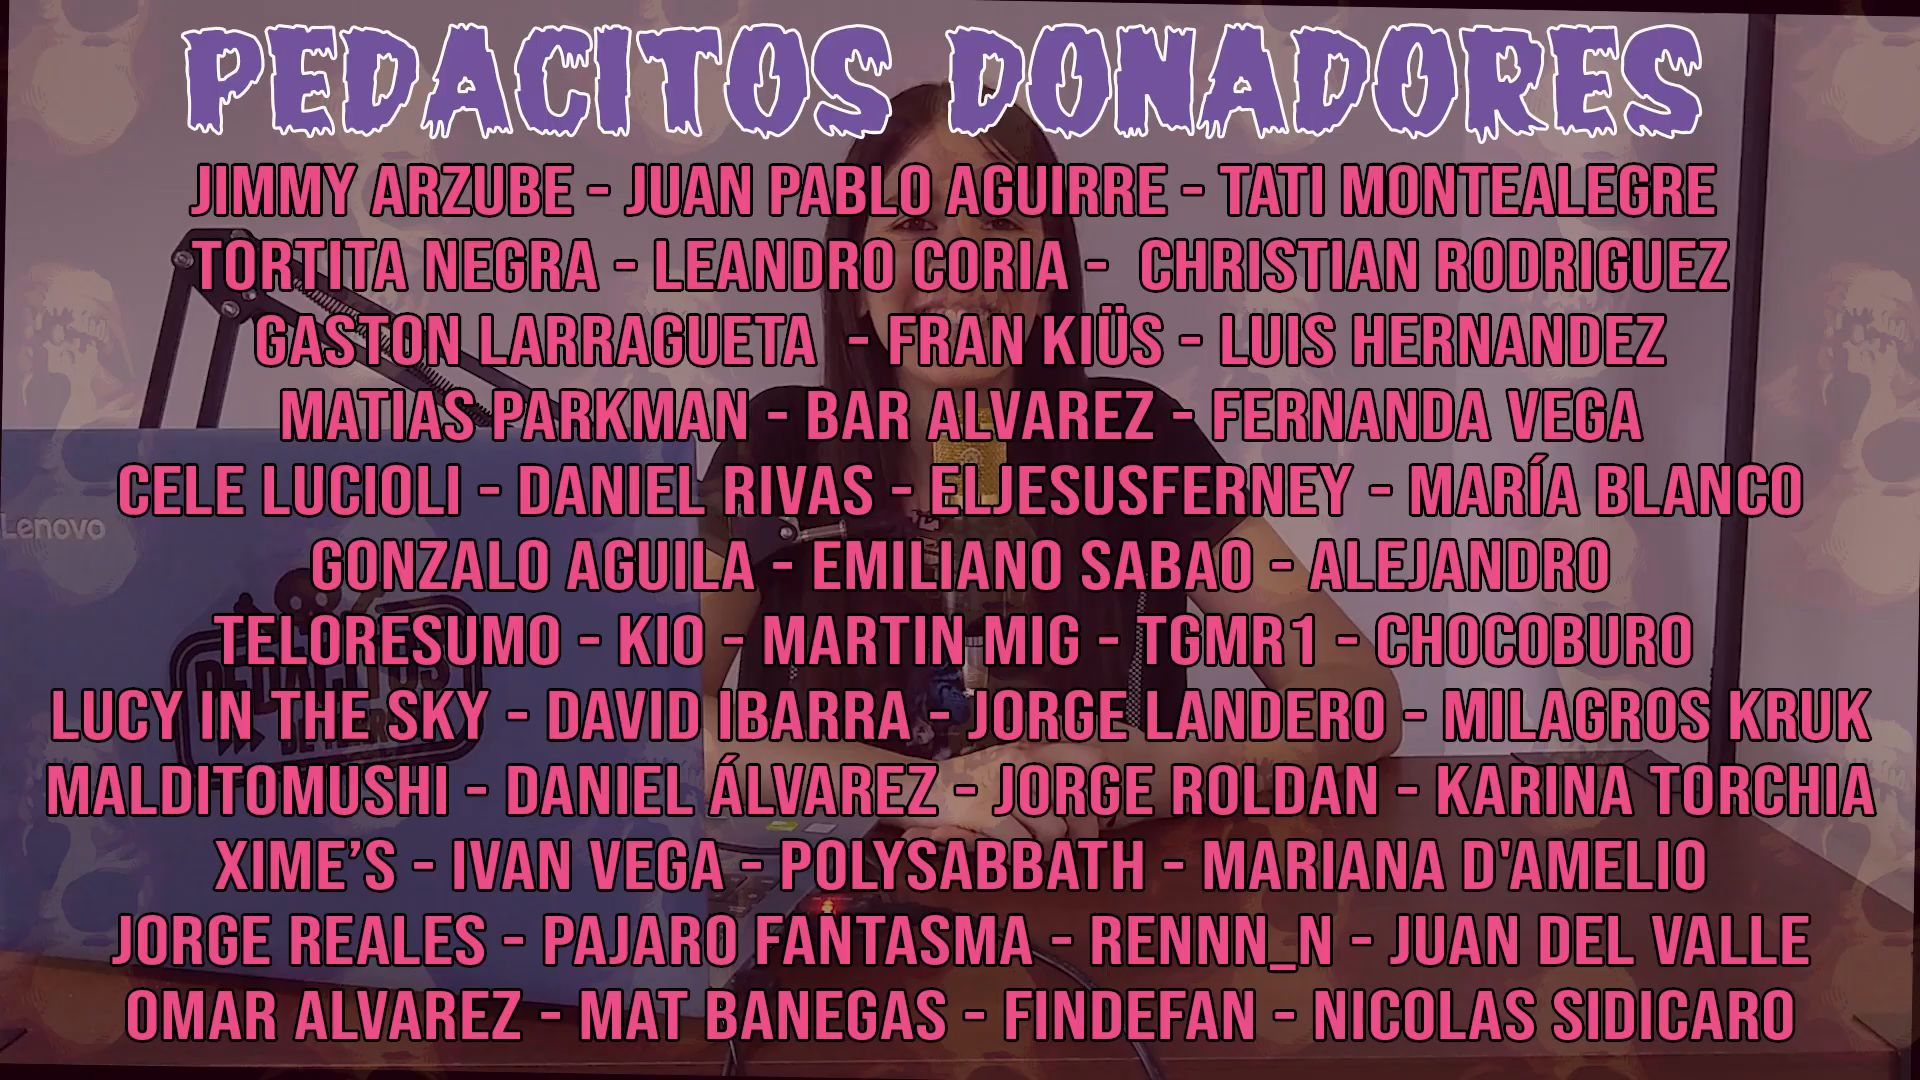 PEDACITOS DONADORES
JIMMY ARZUBE - JUAN PABLO AGUIRRE - TATI MONTEALEGRE
TORTITA NEGRA - LEANDRO CORIA - CHRISTIAN RODRIGUEZ
GASTON LARRAGUETA - FRAN KIÜS - LUIS HERNANDEZ
MATIAS PARKMAN - BAR ALVAREZ - FERNANDA VEGA
CELE LUCIOLI - DANIEL RIVAS - ELJESUSFERNEY - MARÍA BLANCO
Lenovo
GONZALO AGUILA - EMILIANO SABAO - ALEJANDRO
TELORESUMO - KIO - MARTIN MIG - TGMR1 - CHOCOBURO
PEDACITOS
LUCY IN THE SKY - DAVID IBARRA - JORGE LANDERO - MILAGROS KRUK
MALDITOMUSHI - DANIEL ÁLVAREZ - JORGE ROLDAN - KARINA TORCHIA
XIME’S - IVAN VEGA - POLYSABBATH - MARIANA D'AMELIO
JORGE REALES - PAJARO FANTASMA - RENNN_N - JUAN DEL VALLE
OMAR ALVAREZ - MAT BANEGAS - FINDEFAN - NICOLAS SIDICARO